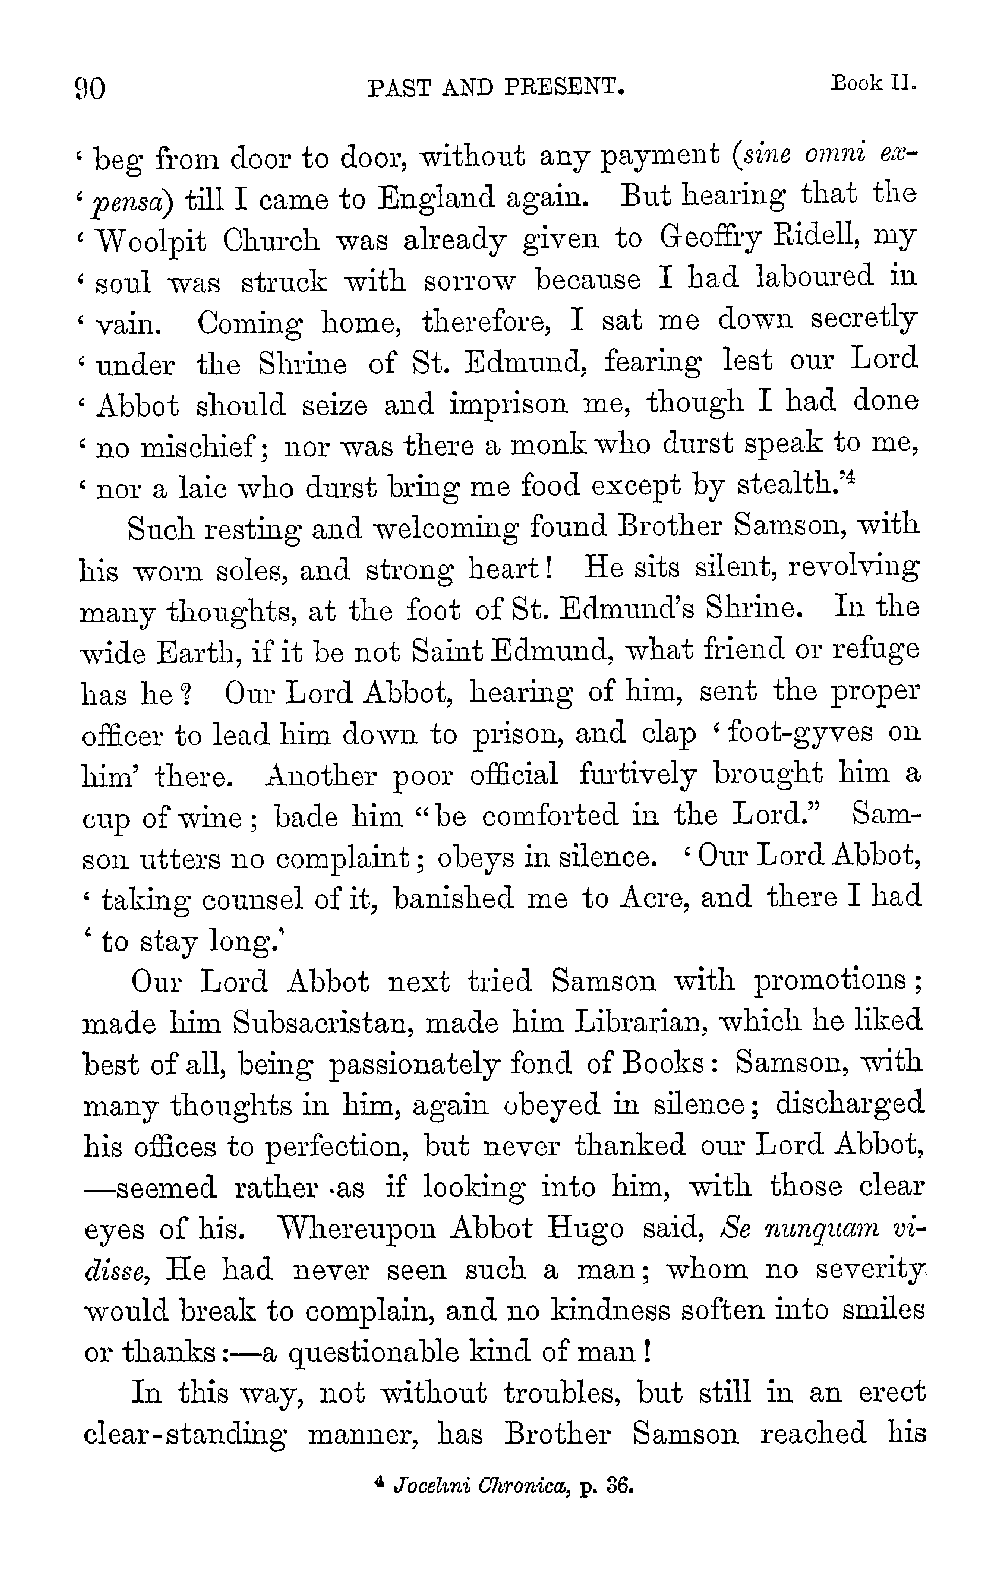 90 PAST AND PRESENT. Book II.
‘ beg from door to door, without any payment (sine omni ex-
‘ pensa) till I came to England again. But hearing that the
‘ Woolpit Church was already given to Geoffry Ridell, my
‘ soul was struck with sorrow because I had laboured in
‘ vain. Coming home, therefore, I sat me down secretly
‘ under the Shrine of St. Edmund, fearing lest our Lord
‘ Abbot should seize and imprison me, though I had done
‘ no mischief; nor was there a monk who durst speak to me,
‘ nor a laic who durst bring me food except by stealth.’4
Such resting and welcoming found Brother Samson, with
his worn soles, and strong heart! He sits silent, revolving
many thoughts, at the foot of St. Edmund’s Shrine. In the
wide Earth, if it be not Saint Edmund, what friend or refuge
has he? Our Lord Abbot, hearing of him, sent the proper
officer to lead him down to prison, and clap ‘ foot-gyves on
him’ there. Another poor official furtively brought him a
cup of wine; bade him “be comforted in the Lord.” Sam-
son utters no complaint; obeys in silence. ‘ Our Lord Abbot,
‘ taking counsel of it, banished me to Acre, and there I had
‘ to stay long.’
Our Lord Abbot next tried Samson with promotions;
made him Subsacristan, made him Librarian, which he liked
best of all, being passionately fond of Books: Samson, with
many thoughts in him, again obeyed in silence; discharged
his offices to perfection, but never thanked our Lord Abbot,
—seemed rather as if looking into him, with those clear
eyes of his. Whereupon Abbot Hugo said, Se nunquam vi-
disse, He had never seen such a man; whom no severity
would break to complain, and no kindness soften into smiles
or thanks:—a questionable kind of man!
In this way, not without troubles, but still in an erect
clear-standing manner, has Brother Samson reached his
4 Jocelini Chronica, p. 36.